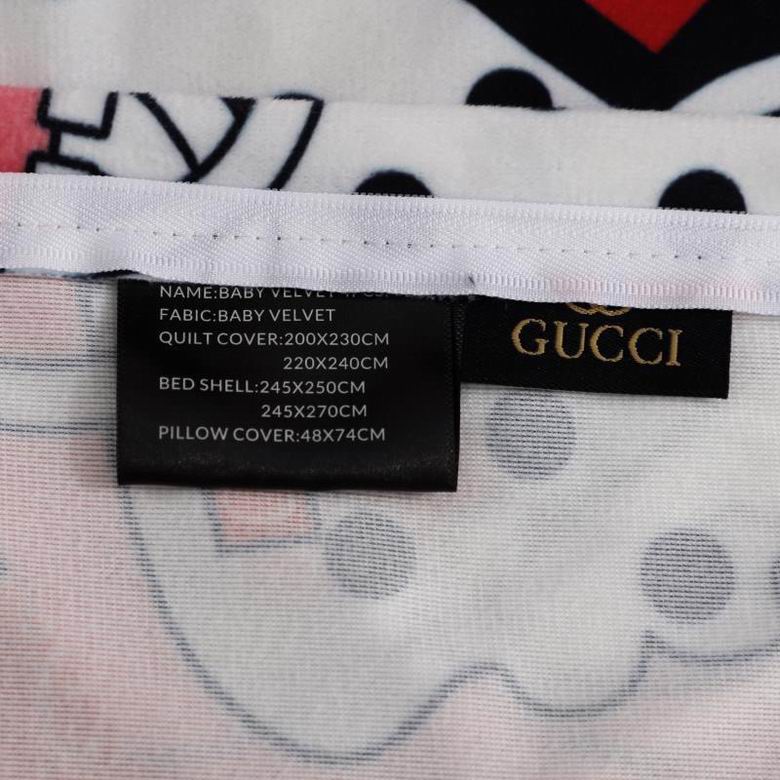 NAME:BABY VELVET
FABIC:BABY VELVET
QUILT COVER:200X230CM
220X240CM
BED SHELL:245X250CM
245X270CM
PILLOW COVER:48X74CM
GUCCI